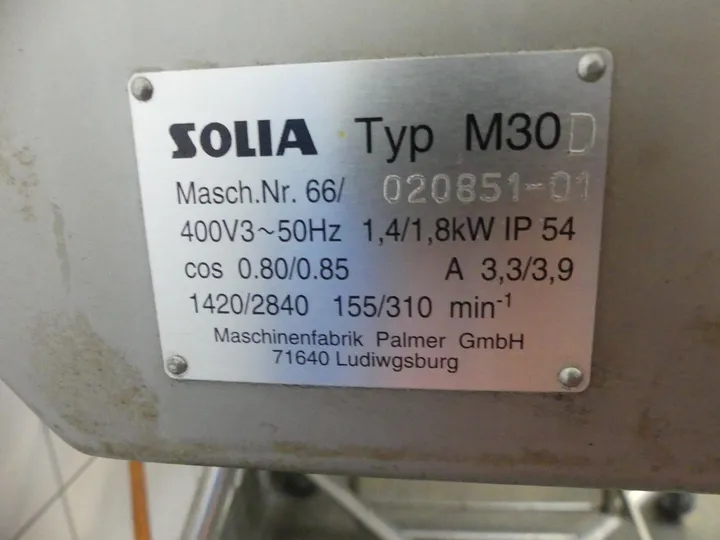 SOLIA Typ M30D
Masch.Nr. 66/ 020851-01
400V3~50Hz 1,4/1,8kW IP 54
cos 0.80/0.85 A 3,3/3,9
1420/2840 155/310 min⁻¹
Maschinenfabrik Palmer GmbH
71640 Ludiwgsburg